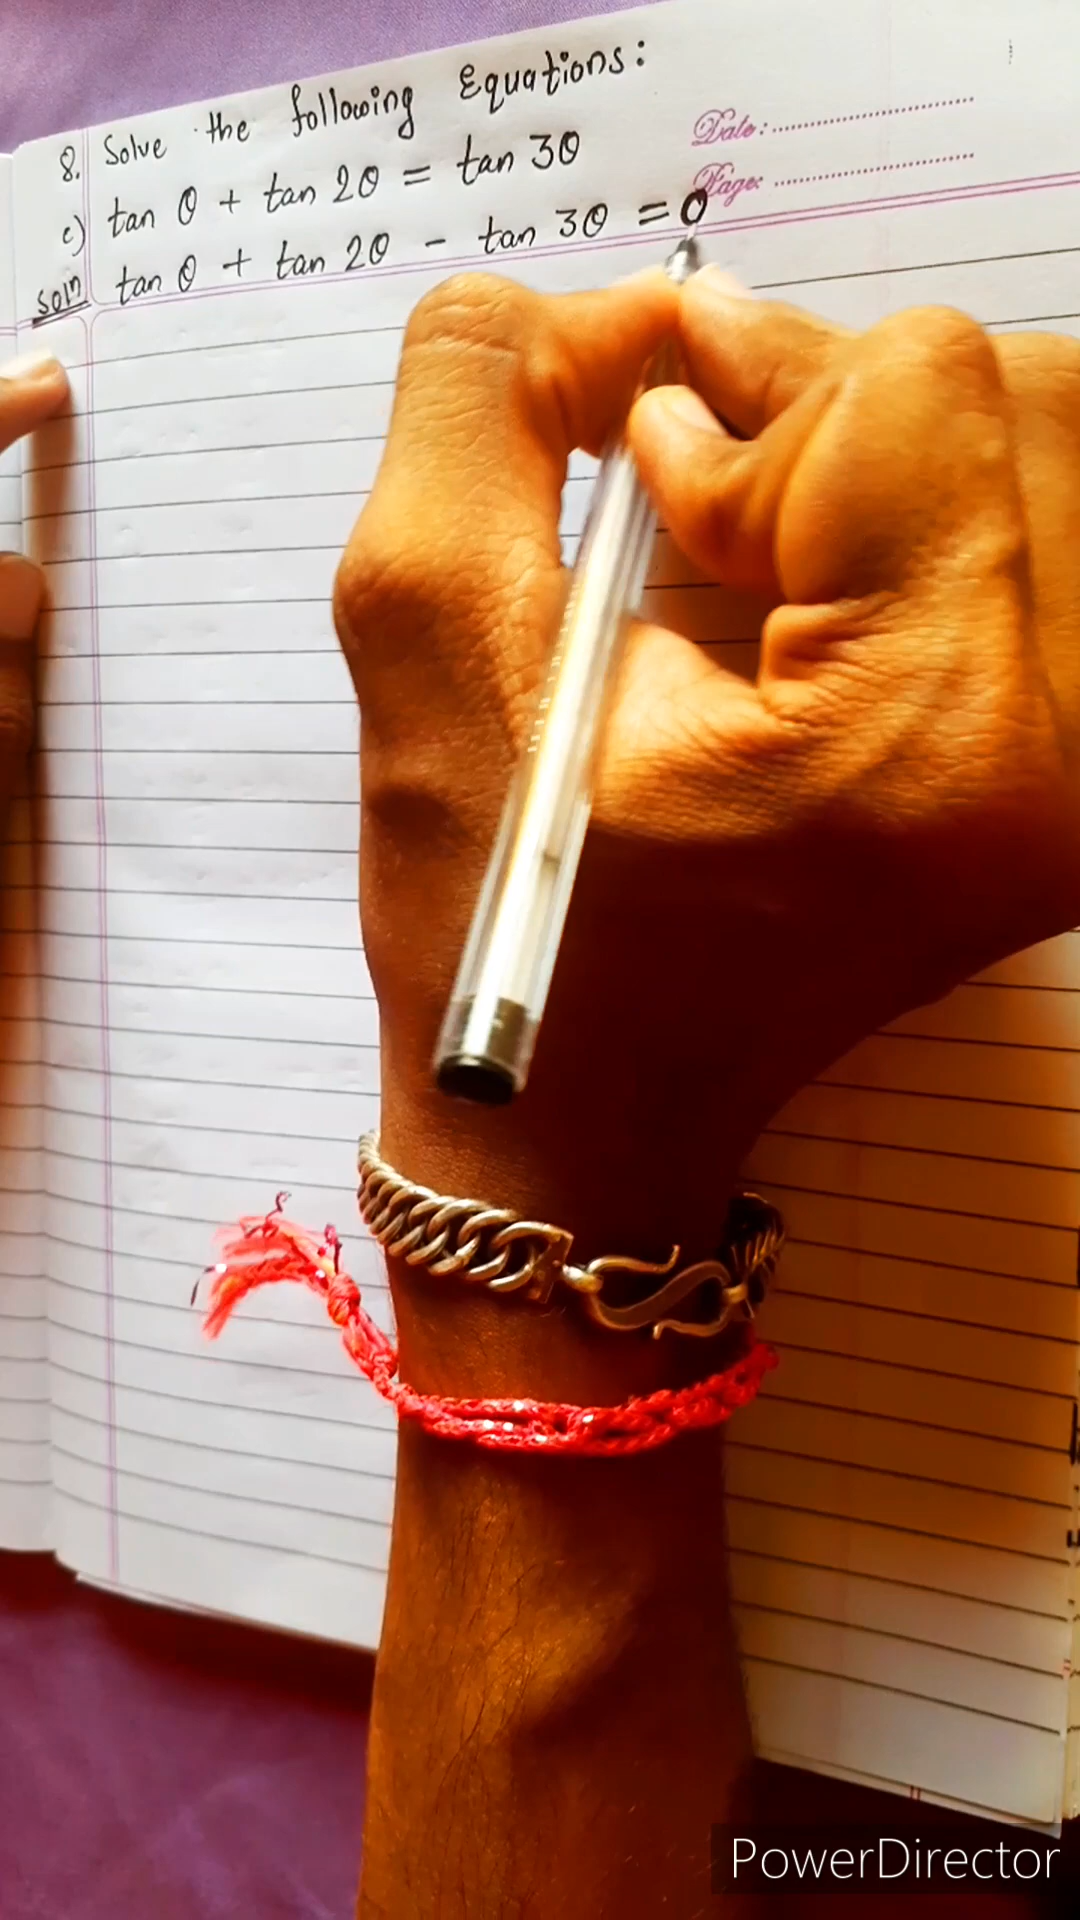 8. Solve the following Equations:
c) tan θ + tan 2θ = tan 3θ
Date:
soln tan θ + tan 2θ - tan 3θ = 0
Page:
PowerDirector